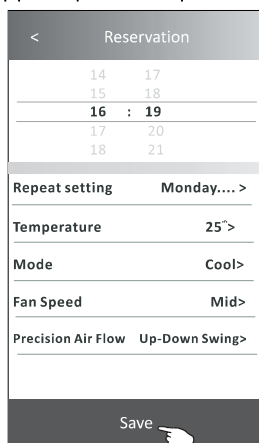 < Reservation
14 17
15 18
16 : 19
17 20
18 21
Repeat setting Monday.... >
Temperature 25 >
Mode Cool>
Fan Speed Mid>
Precision Air Flow Up-Down Swing>
Save